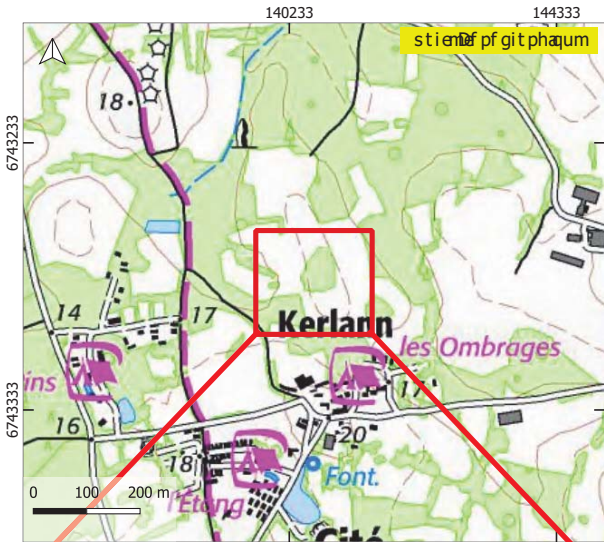 140233 144333
6743233
18
14
17
Kerlann
les Ombrages
ins
17
6743333
16
20
18
Font.
l'Étang
0 100 200 m
Cité